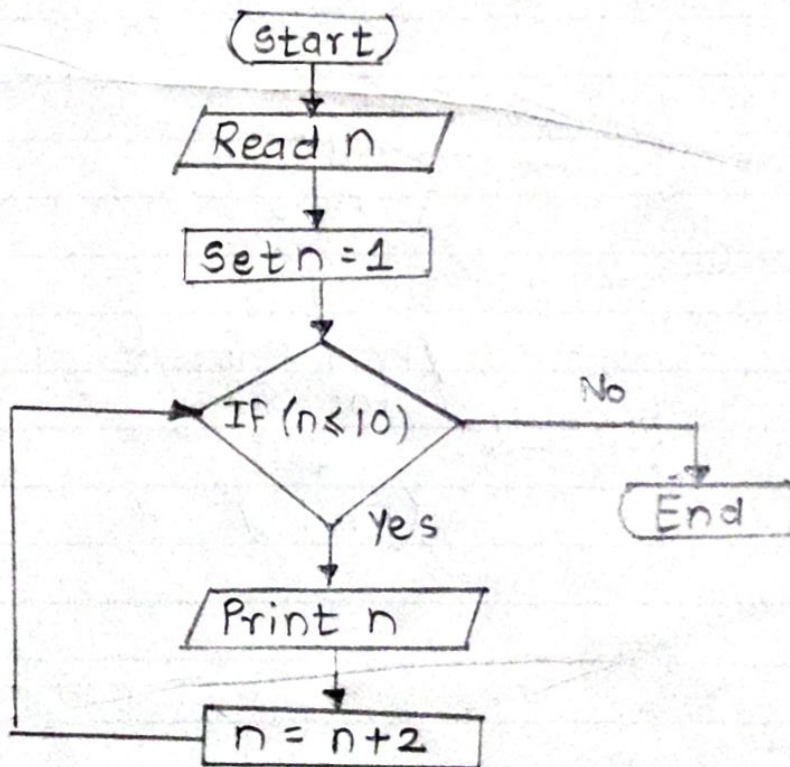 (Start)
Read n
Set n = 1
If (n ≤ 10)
No
End
Yes
Print n
n = n+2